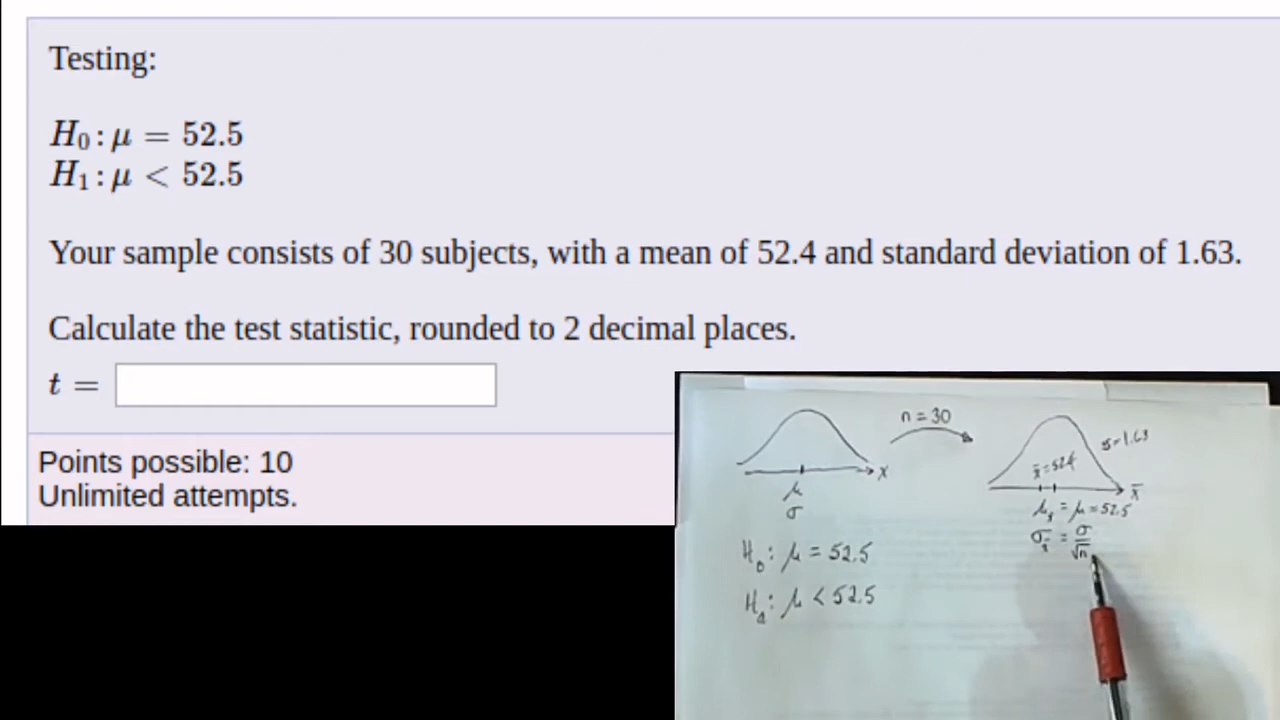 Testing:
H₀ : μ = 52.5
H₁ : μ < 52.5
Your sample consists of 30 subjects, with a mean of 52.4 and standard deviation of 1.63.
Calculate the test statistic, rounded to 2 decimal places.
t =
Points possible: 10
Unlimited attempts.
n = 30
s = 1.63
x̄ = 52.4
x
x̄
μ
σ
μ_x̄ = μ = 52.5
σ_x̄ = σ/√n
H₀ : μ = 52.5
Hₐ : μ < 52.5